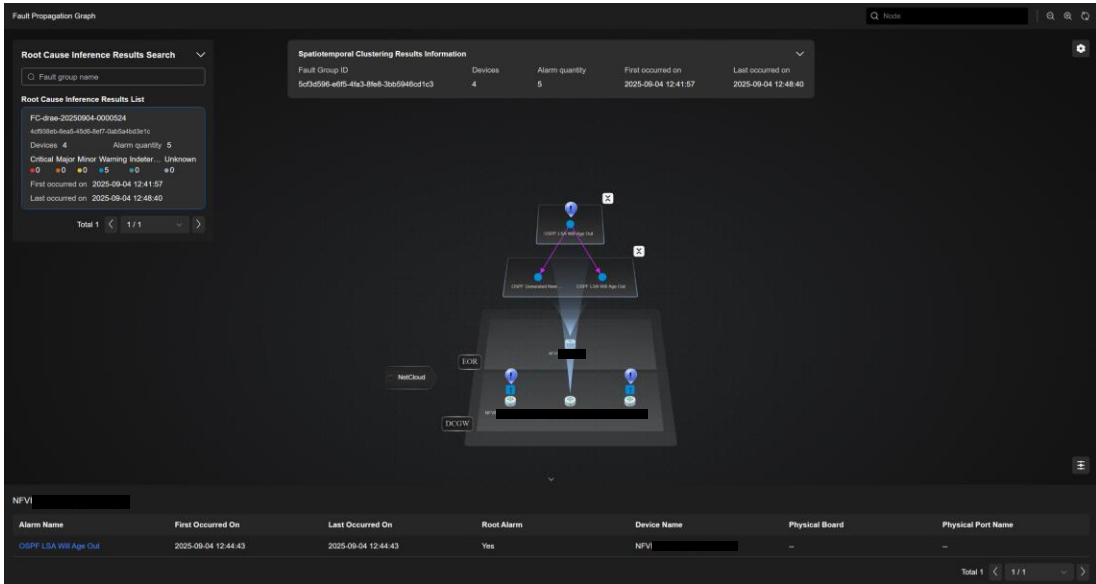 Fault Propagation Graph
Node
Root Cause Inference Results Search
Fault group name
Root Cause Inference Results List
FC-drae-20250904-0000524
4cf938eb-6ea5-45d6-8ef7-0ab5a4bd3e1c
Devices 4 Alarm quantity 5
Critical Major Minor Warning Indeter... Unknown
0 0 0 5 0 0
First occurred on 2025-09-04 12:41:57
Last occurred on 2025-09-04 12:48:40
Total 1 1 / 1
Spatiotemporal Clustering Results Information
Fault Group ID Devices Alarm quantity First occurred on Last occurred on
5cf3d596-e6f5-4fa3-8fe8-3bb5946cd1c3 4 5 2025-09-04 12:41:57 2025-09-04 12:48:40
OSPF LSA Will Age Out
OSPF Generated New ... OSPF LSA Will Age Out
EOR
NetCloud
DCGW
NFVI
Alarm Name First Occurred On Last Occurred On Root Alarm Device Name Physical Board Physical Port Name
OSPF LSA Will Age Out 2025-09-04 12:44:43 2025-09-04 12:44:43 Yes NFVI – –
Total 1 1 / 1